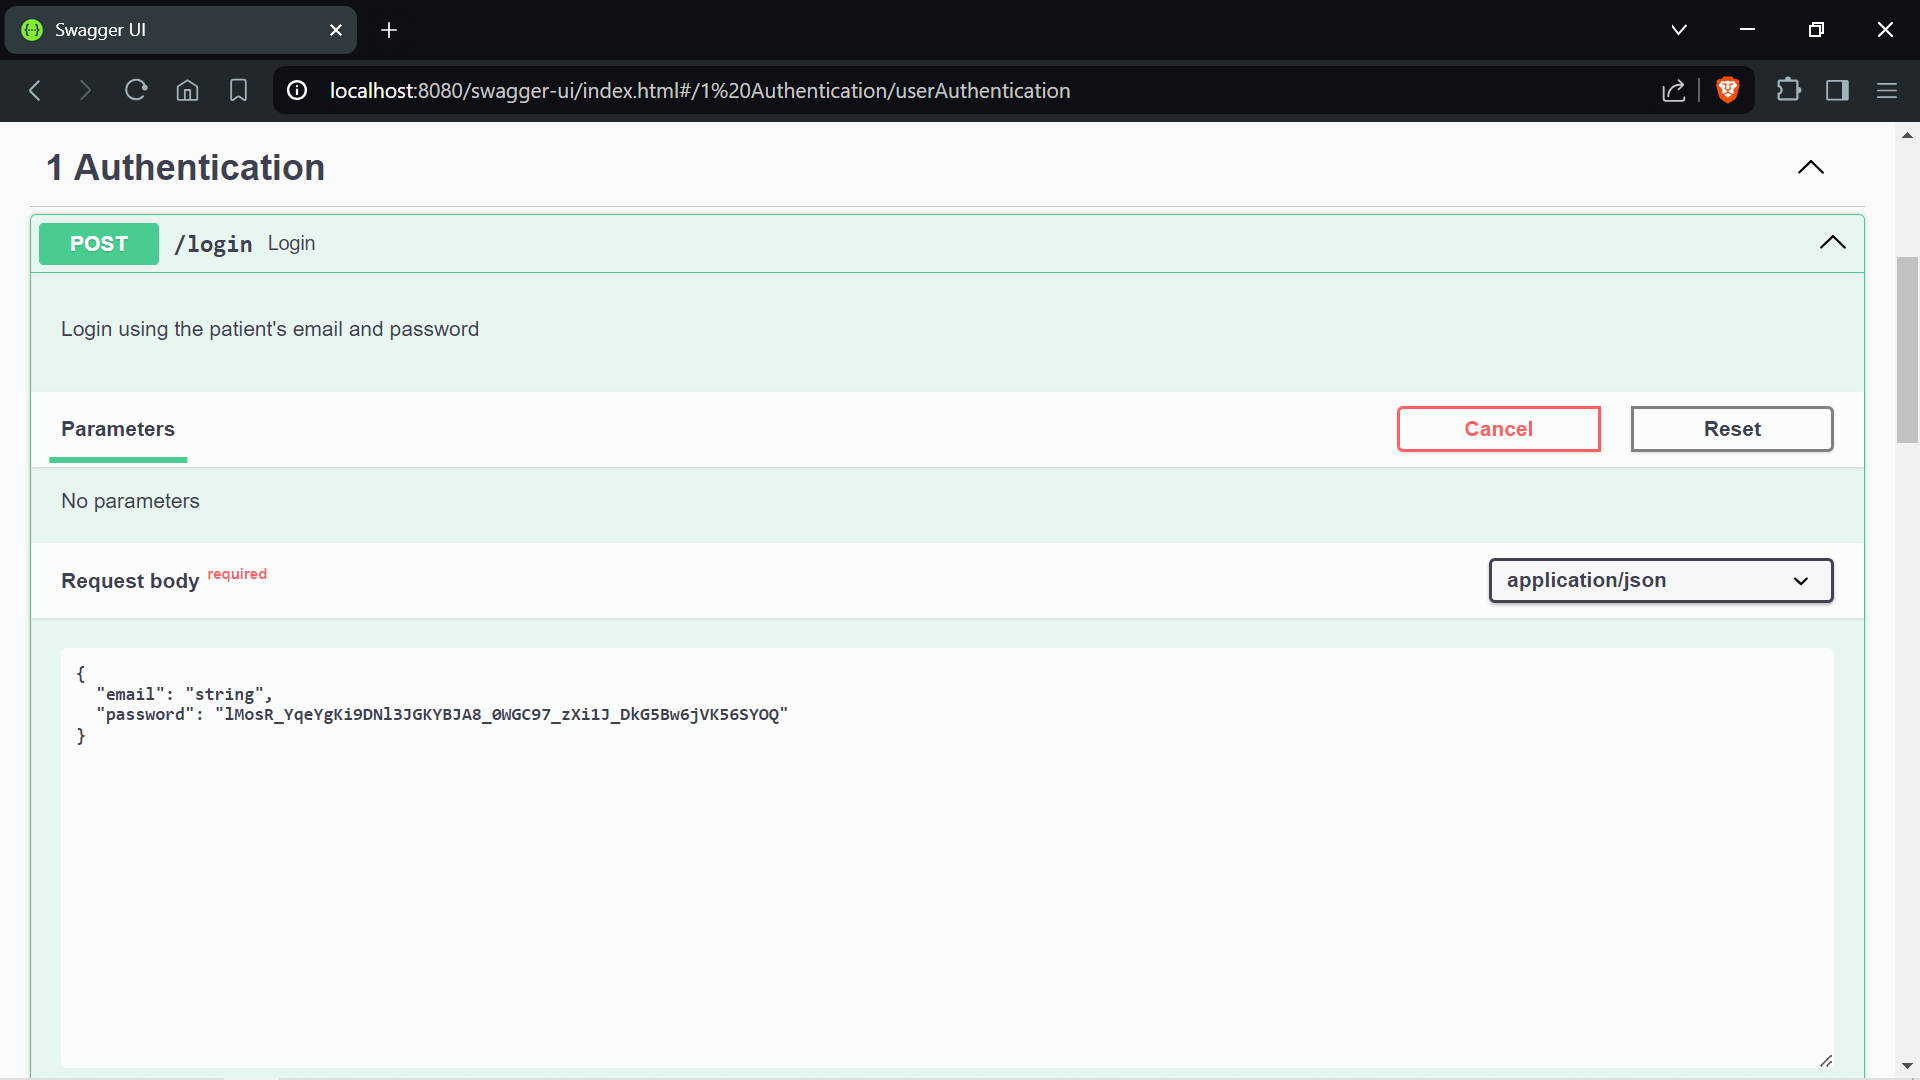 Swagger UI
localhost:8080/swagger-ui/index.html#/1%20Authentication/userAuthentication
1 Authentication
POST /login Login
Login using the patient's email and password
Parameters Cancel Reset
No parameters
Request body required application/json
{
"email": "string",
"password": "lMosR_YqeYgKi9DNl3JGKYBJA8_0WGC97_zXi1J_DkG5Bw6jVK56SYOQ"
}